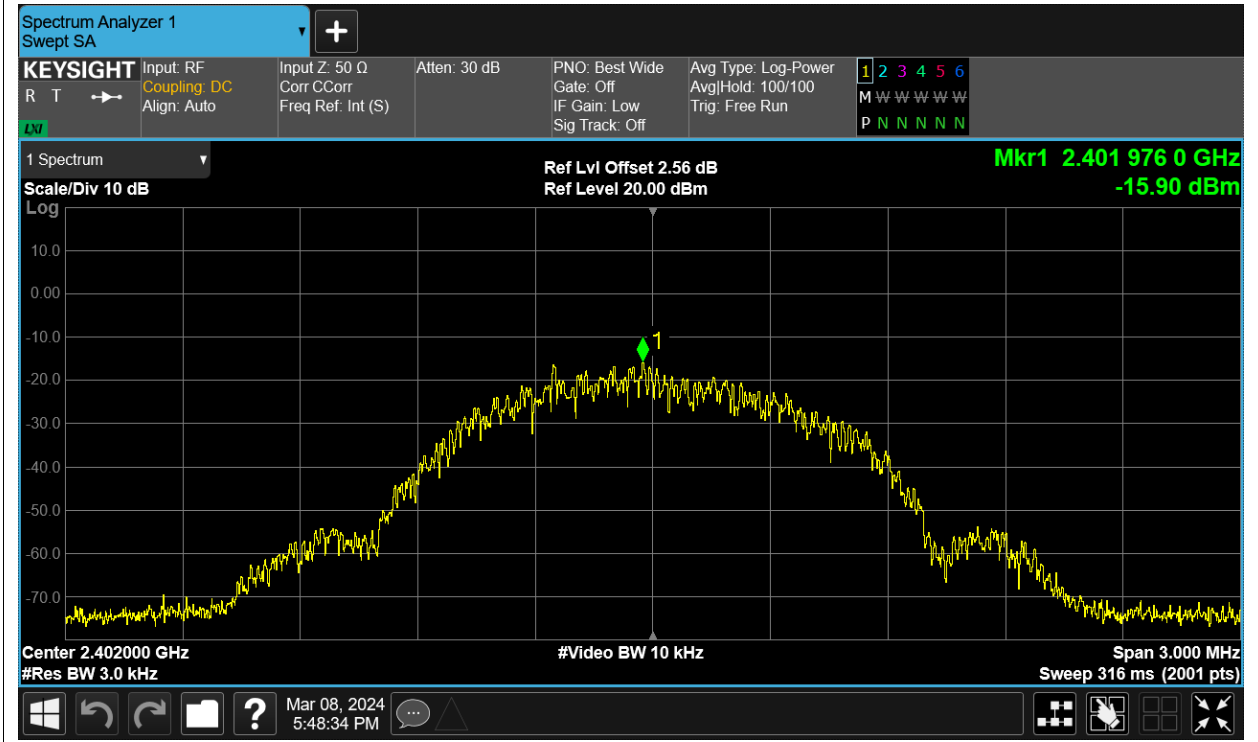 Spectrum Analyzer 1
Swept SA
+
KEYSIGHT
R T
LXI
Input: RF
Coupling: DC
Align: Auto
Input Z: 50 Ω
Corr CCorr
Freq Ref: Int (S)
Atten: 30 dB
PNO: Best Wide
Gate: Off
IF Gain: Low
Sig Track: Off
Avg Type: Log-Power
Avg|Hold: 100/100
Trig: Free Run
1 2 3 4 5 6
M W W W W W
P N N N N N
1 Spectrum
Scale/Div 10 dB
Log
Ref Lvl Offset 2.56 dB
Ref Level 20.00 dBm
Mkr1 2.401 976 0 GHz
-15.90 dBm
10.0
0.00
-10.0
-20.0
-30.0
-40.0
-50.0
-60.0
-70.0
1
Center 2.402000 GHz
#Res BW 3.0 kHz
#Video BW 10 kHz
Span 3.000 MHz
Sweep 316 ms (2001 pts)
?
Mar 08, 2024
5:48:34 PM